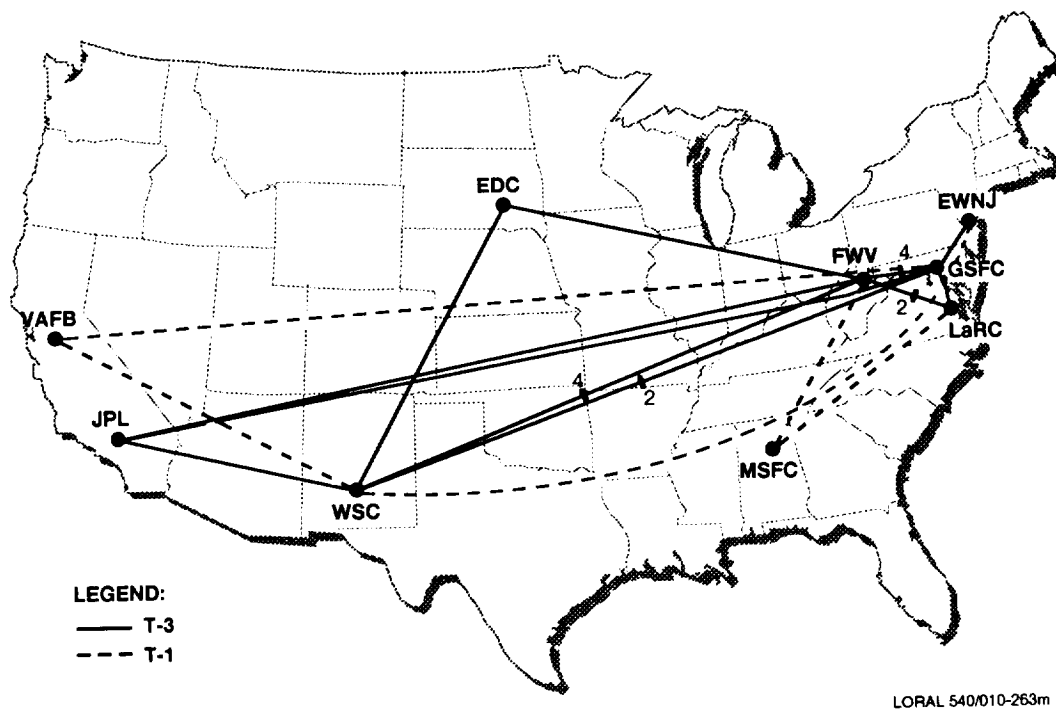 EDC
EWNJ
FWV
4
GSFC
2
LaRC
VAFB
4
2
JPL
MSFC
WSC
LEGEND:
T-3
T-1
LORAL 540/010-263m